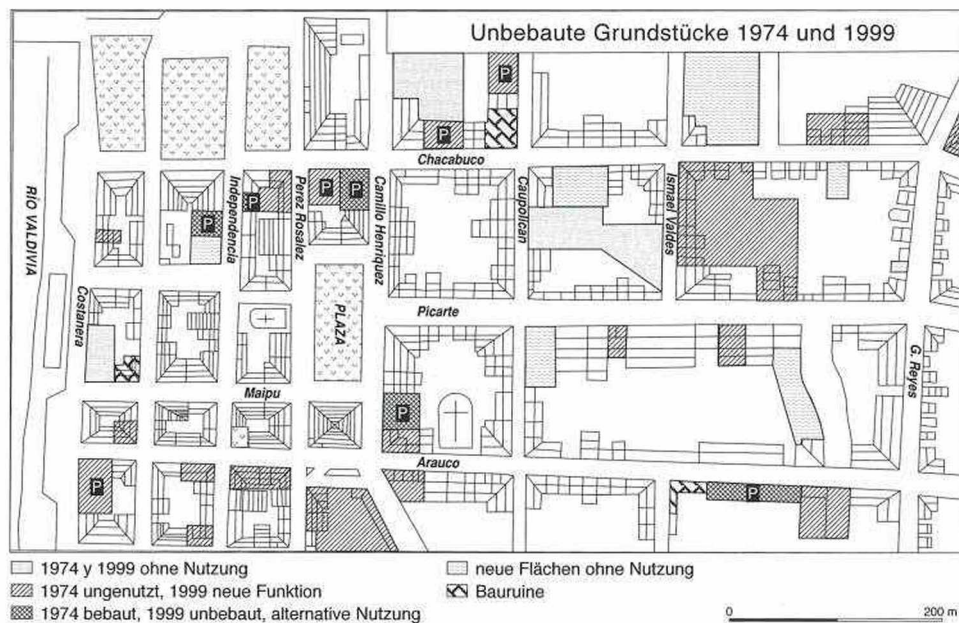 Unbebaute Grundstücke 1974 und 1999
P
P
Chacabuco
RÍO VALDIVIA
Costanera
Independencia
Perez Rosalez
Camillo Henriquez
Caupolican
Ismael Valdes
G. Reyes
P
P
P
P
PLAZA
Picarte
Maipu
P
Arauco
P
P
1974 y 1999 ohne Nutzung
1974 ungenutzt, 1999 neue Funktion
1974 bebaut, 1999 unbebaut, alternative Nutzung
neue Flächen ohne Nutzung
Bauruine
0 200 m